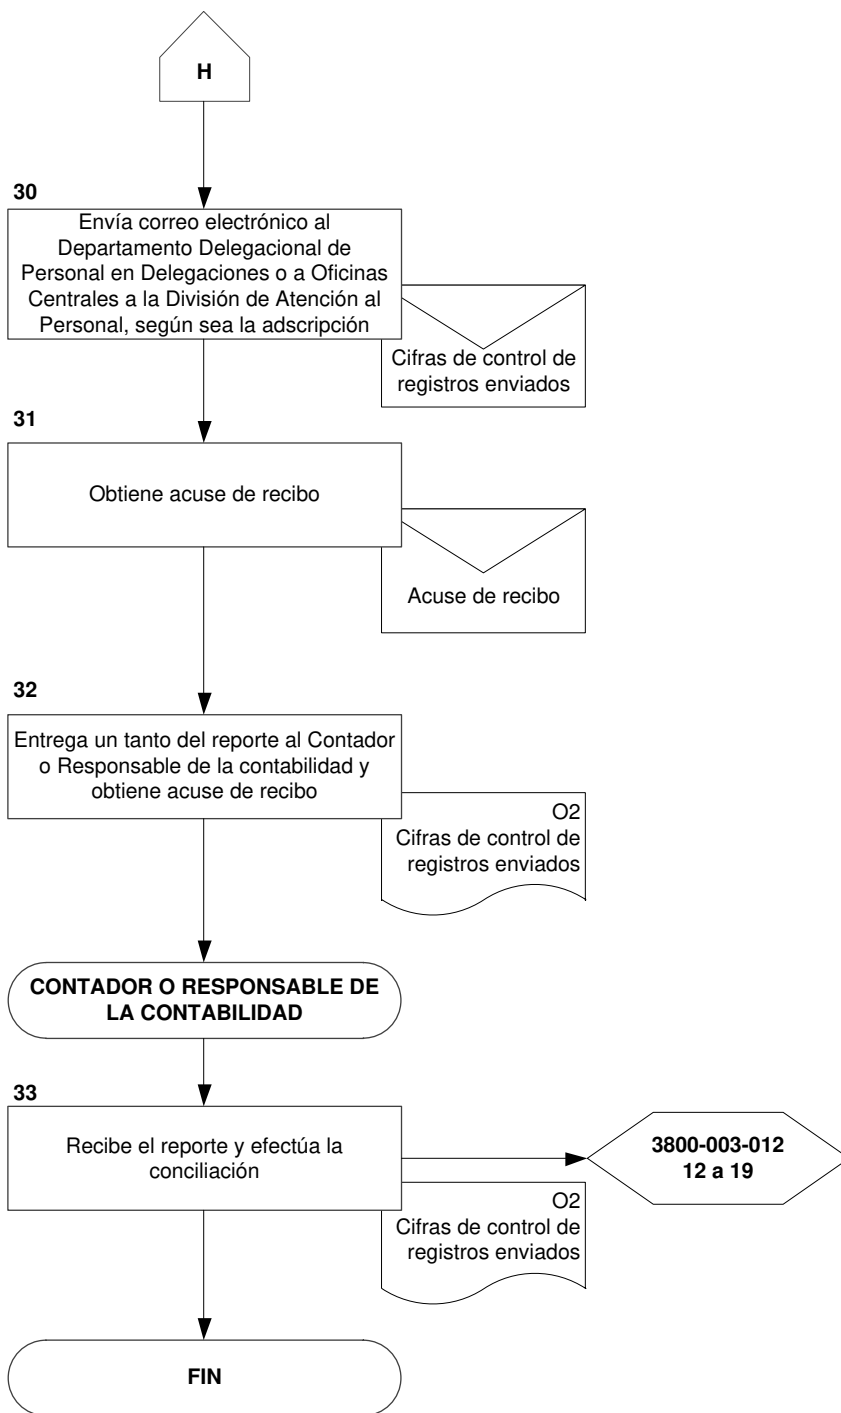 H
30
Envía correo electrónico al
Departamento Delegacional de
Personal en Delegaciones o a Oficinas
Centrales a la División de Atención al
Personal, según sea la adscripción
Cifras de control de
registros enviados
31
Obtiene acuse de recibo
Acuse de recibo
32
Entrega un tanto del reporte al Contador
o Responsable de la contabilidad y
obtiene acuse de recibo
O2
Cifras de control de
registros enviados
CONTADOR O RESPONSABLE DE
LA CONTABILIDAD
33
Recibe el reporte y efectúa la
conciliación
3800-003-012
12 a 19
O2
Cifras de control de
registros enviados
FIN